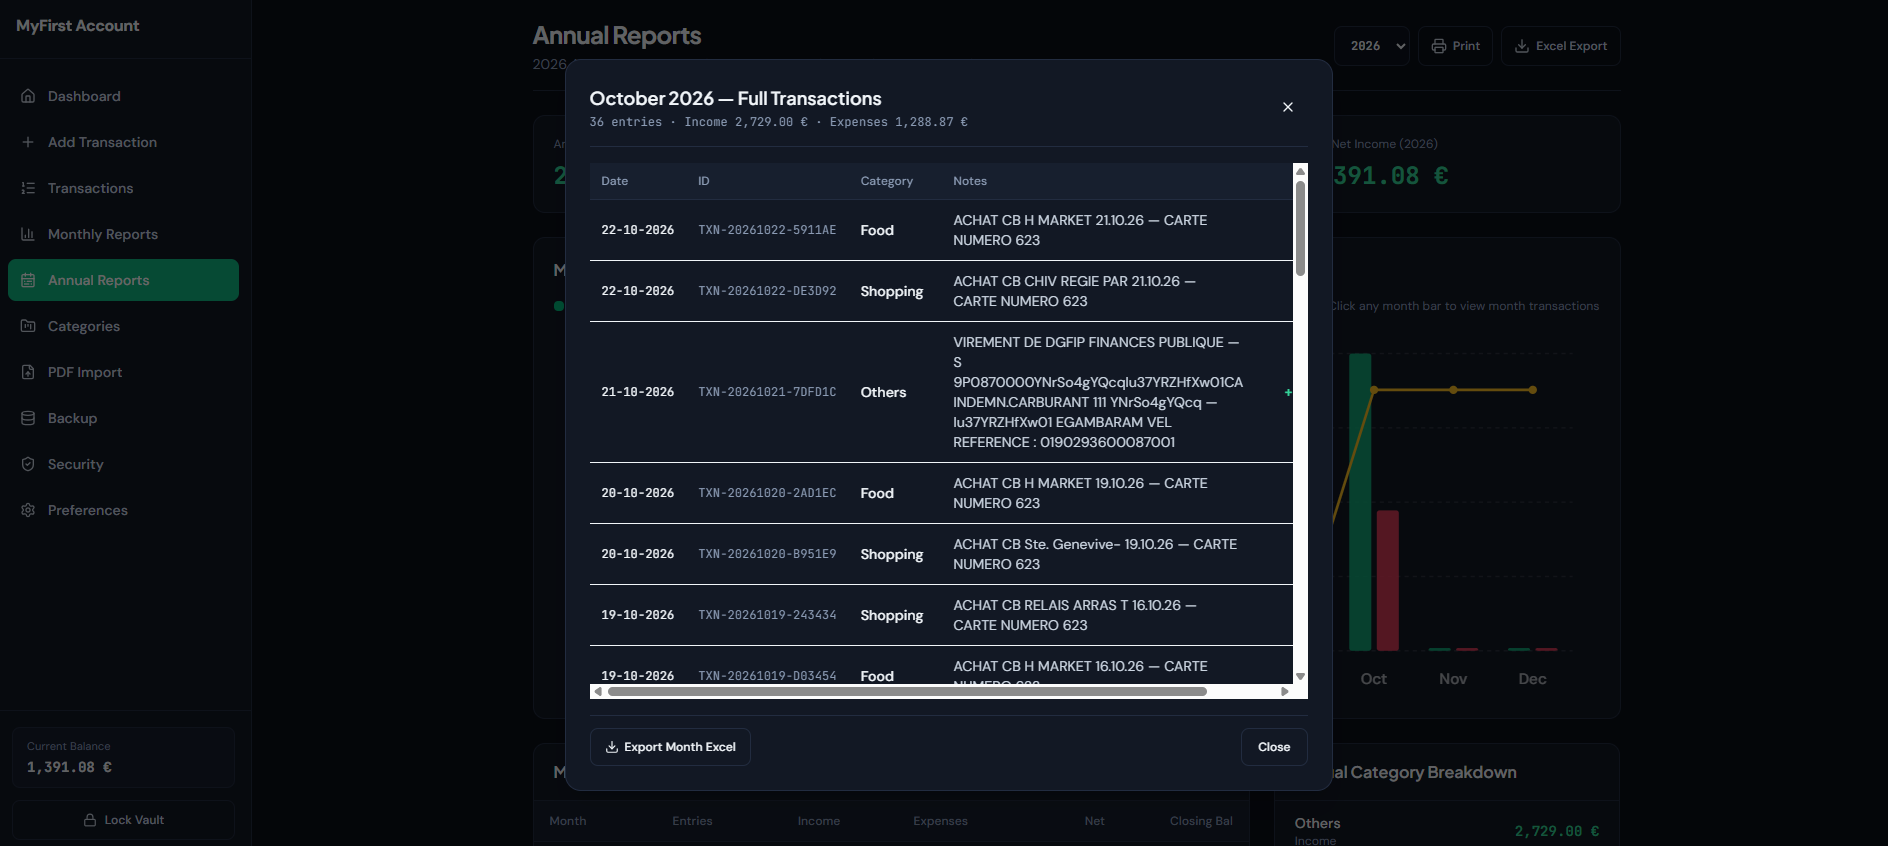 MyFirst Account
Dashboard
Add Transaction
Transactions
Monthly Reports
Annual Reports
Categories
PDF Import
Backup
Security
Preferences
Current Balance
1,391.08 €
Lock Vault
Annual Reports
2026
2026
Print
Excel Export
Net Income (2026)
391.08 €
Click any month bar to view month transactions
Oct Nov Dec
October 2026 — Full Transactions
36 entries · Income 2,729.00 € · Expenses 1,288.87 €
Date ID Category Notes
22-10-2026 TXN-20261022-5911AE Food ACHAT CB H MARKET 21.10.26 — CARTE
NUMERO 623
22-10-2026 TXN-20261022-DE3D92 Shopping ACHAT CB CHIV REGIE PAR 21.10.26 —
CARTE NUMERO 623
21-10-2026 TXN-20261021-7DFD1C Others VIREMENT DE DGFIP FINANCES PUBLIQUE —
S
9P0870000YNrSo4gYQcqIu37YRZHfXw01CA
INDEMN.CARBURANT 111 YNrSo4gYQcq —
Iu37YRZHfXw01 EGAMBARAM VEL
REFERENCE : 0190293600087001
+
20-10-2026 TXN-20261020-2AD1EC Food ACHAT CB H MARKET 19.10.26 — CARTE
NUMERO 623
20-10-2026 TXN-20261020-B951E9 Shopping ACHAT CB Ste. Genevive- 19.10.26 — CARTE
NUMERO 623
19-10-2026 TXN-20261019-243434 Shopping ACHAT CB RELAIS ARRAS T 16.10.26 —
CARTE NUMERO 623
19-10-2026 TXN-20261019-D03454 Food ACHAT CB H MARKET 16.10.26 — CARTE
Export Month Excel
Close
Month Entries Income Expenses Net Closing Bal
al Category Breakdown
Others
Income
2,729.00 €